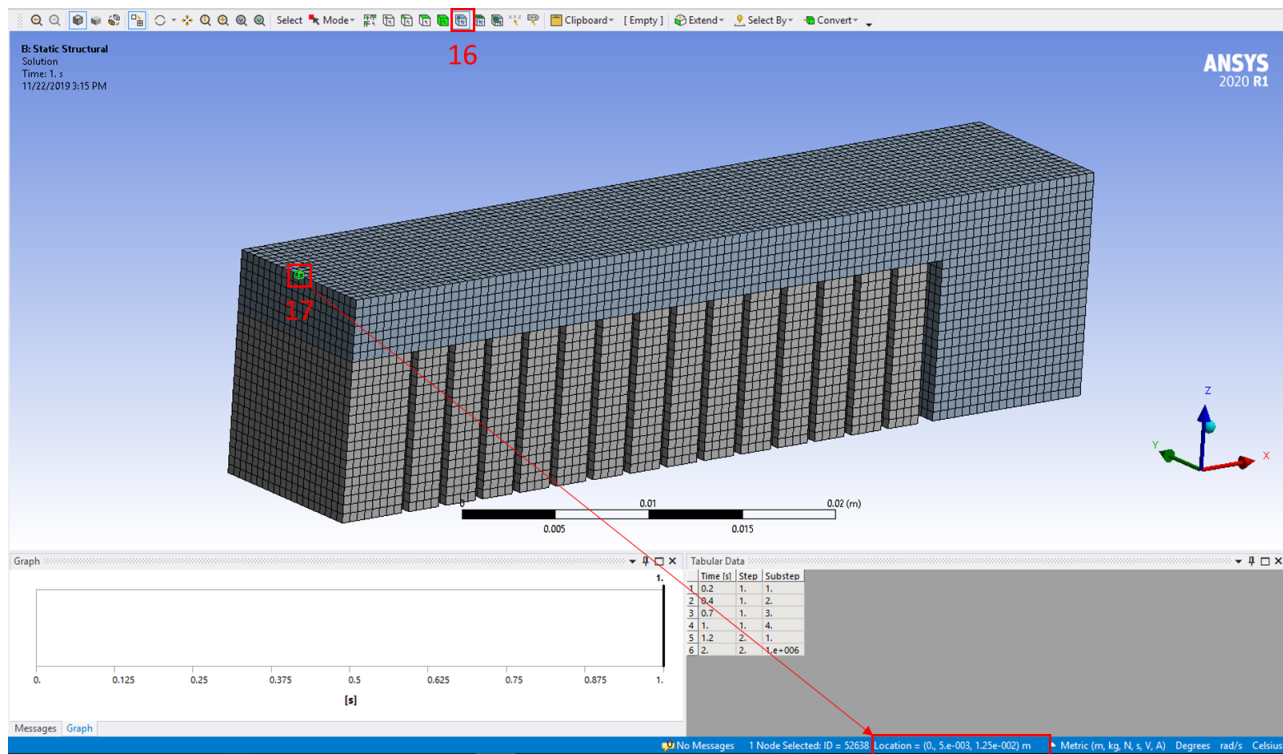 Select Mode Clipboard [ Empty ] Extend Select By Convert
16
B: Static Structural
Solution
Time: 1. s
11/22/2019 3:15 PM
ANSYS
2020 R1
17
Z
Y
X
0
0.01
0.02 (m)
0.005
0.015
Graph
1.
0.
0.125
0.25
0.375
0.5
0.625
0.75
0.875
1.
[s]
Messages Graph
Tabular Data
Time [s] Step Substep
1 0.2 1. 1.
2 0.4 1. 2.
3 0.7 1. 3.
4 1. 1. 4.
5 1.2 2. 1.
6 2. 2. 1.e+006
No Messages 1 Node Selected: ID = 52638 Location = (0., 5.e-003, 1.25e-002) m Metric (m, kg, N, s, V, A) Degrees rad/s Celsius